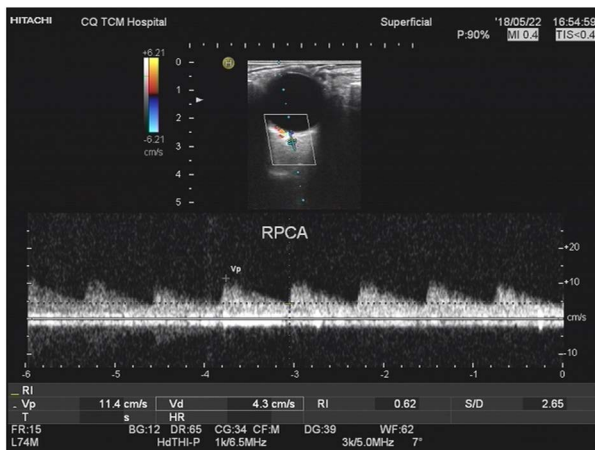 HITACHI CQ TCM Hospital Superficial '18/05/22 16:54:59
P:90% MI 0.4 TIS<0.4
+6.21
-6.21
cm/s
0
1
2
3
4
5
H
RPCA
Vp
+20
+10
cm/s
-10
-6 -5 -4 -3 -2 -1 0
RI
Vp 11.4 cm/s Vd 4.3 cm/s RI 0.62 S/D 2.65
T s HR
FR:15 BG:12 DR:65 CG:34 CF:M DG:39 WF:62
L74M HdTHI-P 1k/6.5MHz 3k/5.0MHz 7°